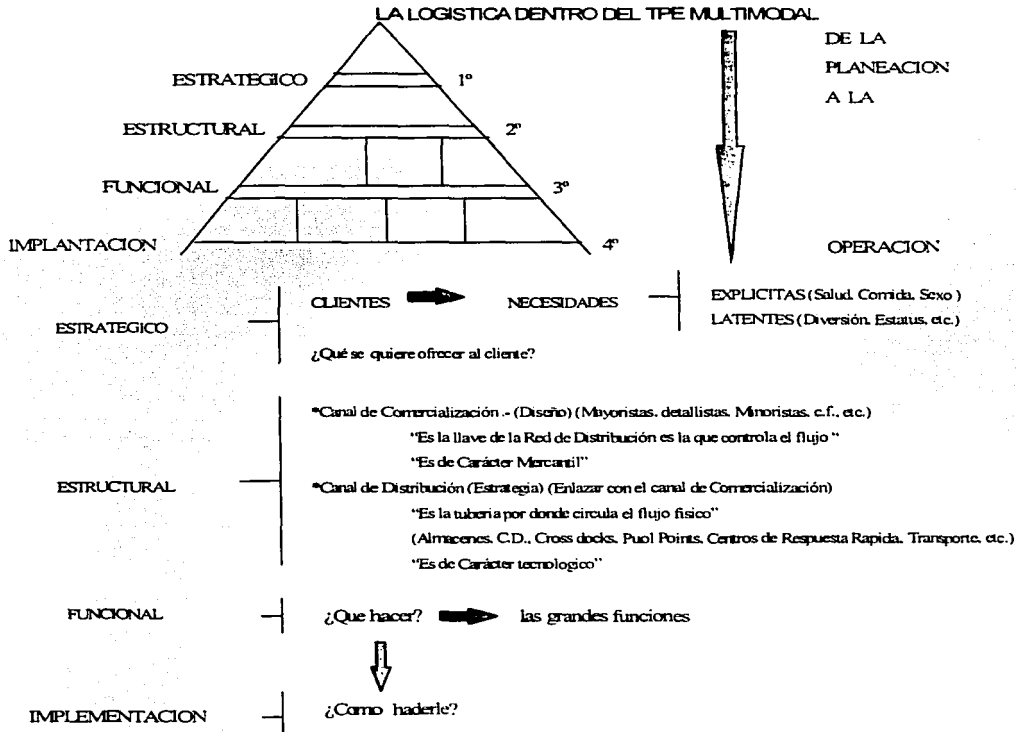 LA LOGISTICA DENTRO DEL TPE MULTIMODAL
DE LA
PLANEACION
A LA
ESTRATEGICO 1º
ESTRUCTURAL 2º
FUNCIONAL 3º
IMPLANTACION 4º
OPERACION
ESTRATEGICO
CLIENTES NECESIDADES
EXPLICITAS (Salud. Comida. Sexo )
LATENTES (Diversión. Estatus, etc.)
¿Qué se quiere ofrecer al cliente?
ESTRUCTURAL
*Canal de Comercialización .- (Diseño) (Mayoristas. detallistas. Minoristas. c.f., etc.)
"Es la llave de la Red de Distribución es la que controla el flujo "
"Es de Carácter Mercantil"
*Canal de Distribución (Estrategia) (Enlazar con el canal de Comercialización)
"Es la tuberia por donde circula el flujo fisico"
(Almacenes. C.D., Cross docks. Puol Points. Centros de Respuesta Rapida. Transporte. etc.)
"Es de Carácter tecnologico"
FUNCIONAL
¿Que hacer? las grandes funciones
IMPLEMENTACION
¿Como haderle?